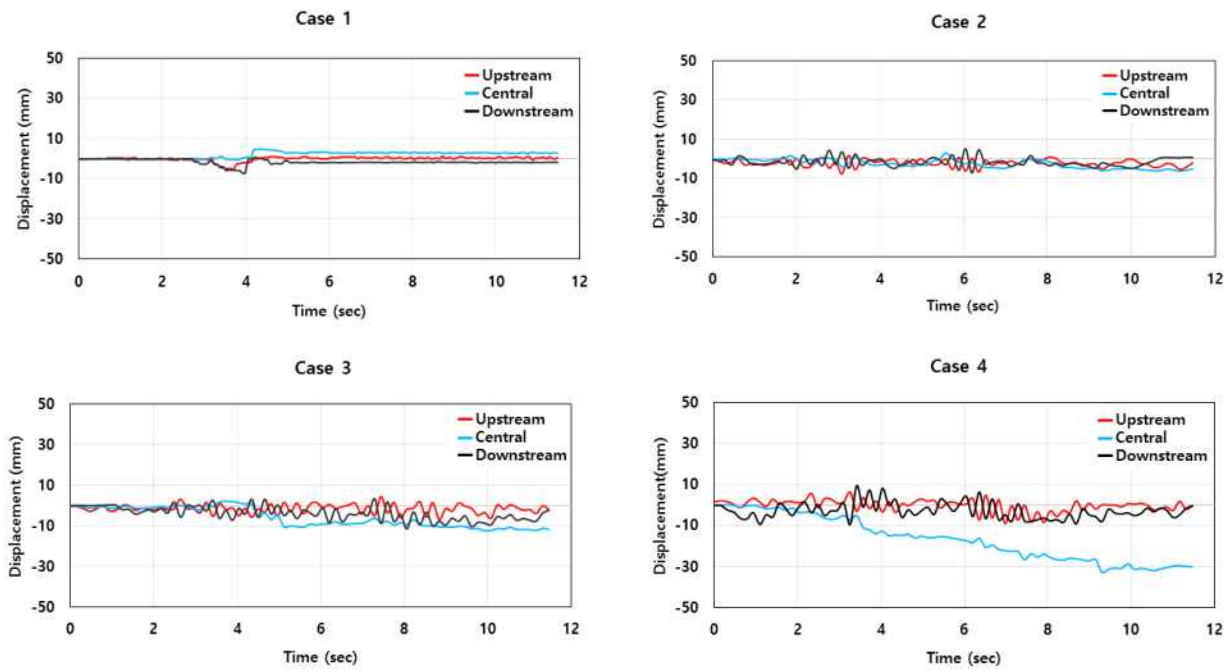 Case 1
50
30
10
-10
-30
-50
Displacement (mm)
Upstream
Central
Downstream
0 2 4 6 8 10 12
Time (sec)
Case 2
50
30
10
-10
-30
-50
Displacement (mm)
Upstream
Central
Downstream
0 2 4 6 8 10 12
Time (sec)
Case 3
50
30
10
-10
-30
-50
Displacement (mm)
Upstream
Central
Downstream
0 2 4 6 8 10 12
Time (sec)
Case 4
50
30
10
-10
-30
-50
Displacement(mm)
Upstream
Central
Downstream
0 2 4 6 8 10 12
Time (sec)